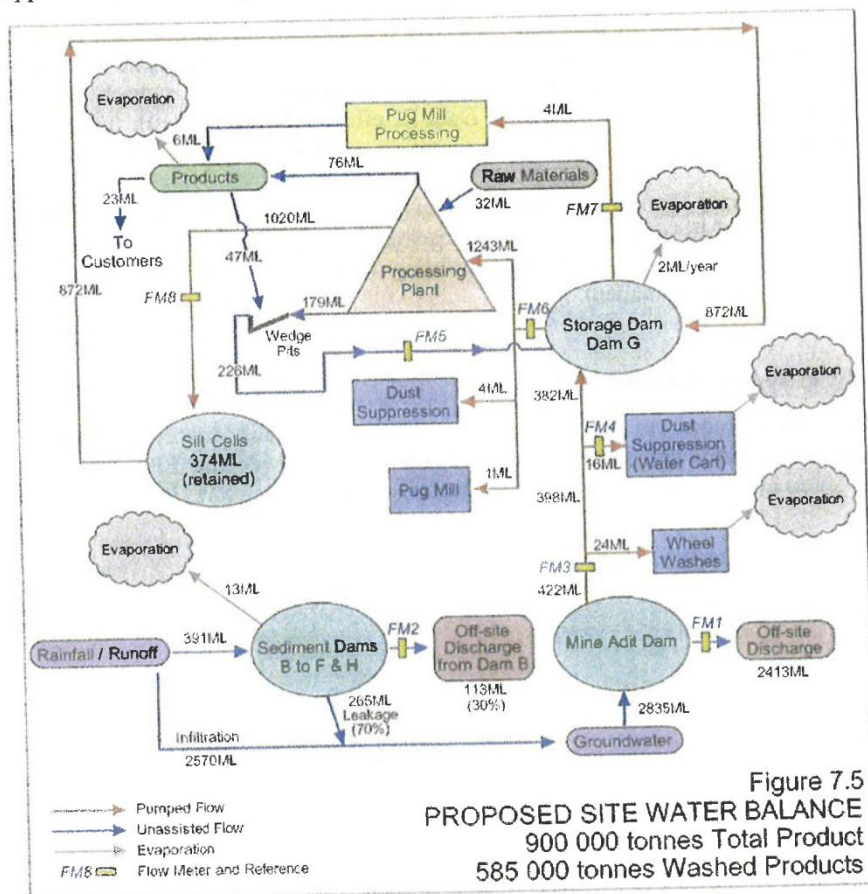 Evaporation
6ML
Pug Mill
Processing
4ML
Products
76ML
Raw Materials
32ML
FM7
Evaporation
23ML
To
Customers
1020ML
47ML
1243ML
2ML/year
872ML
FM8
Processing
Plant
179ML
Wedge
Pits
FM6
Storage Dam
Dam G
872ML
226ML
FM5
Dust
Suppression
4ML
382ML
Evaporation
FM4
16ML
Dust
Suppression
(Water Cart)
Silt Cells
374ML
(retained)
Pug Mill
1ML
398ML
Evaporation
24ML
Wheel
Washes
Evaporation
FM3
422ML
13ML
Rainfall / Runoff
391ML
Sediment Dams
B to F & H
FM2
Off-site
Discharge
from Dam B
113ML
(30%)
Mine Adit Dam
FM1
Off-site
Discharge
2413ML
265ML
Leakage
(70%)
2835ML
Infiltration
2570ML
Groundwater
Figure 7.5
PROPOSED SITE WATER BALANCE
900 000 tonnes Total Product
585 000 tonnes Washed Products
Pumped Flow
Unassisted Flow
Evaporation
FM8 Flow Meter and Reference